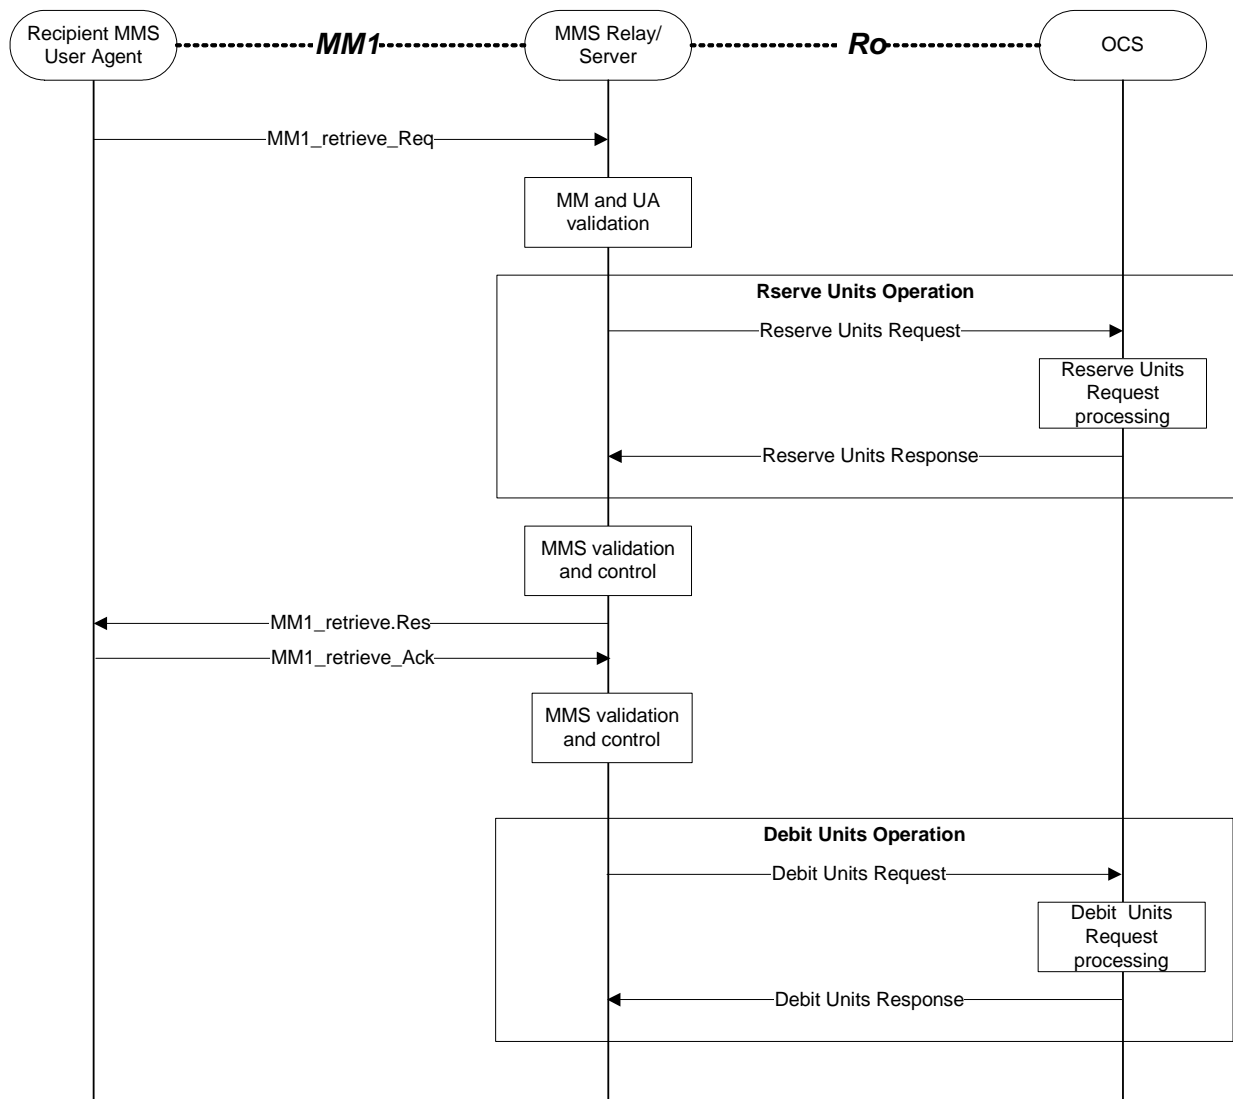 Recipient MMS
User Agent
MM1
MMS Relay/
Server
Ro
OCS
MM1_retrieve_Req
MM and UA
validation
Rserve Units Operation
Reserve Units Request
Reserve Units
Request
processing
Reserve Units Response
MMS validation
and control
MM1_retrieve.Res
MM1_retrieve_Ack
MMS validation
and control
Debit Units Operation
Debit Units Request
Debit Units
Request
processing
Debit Units Response